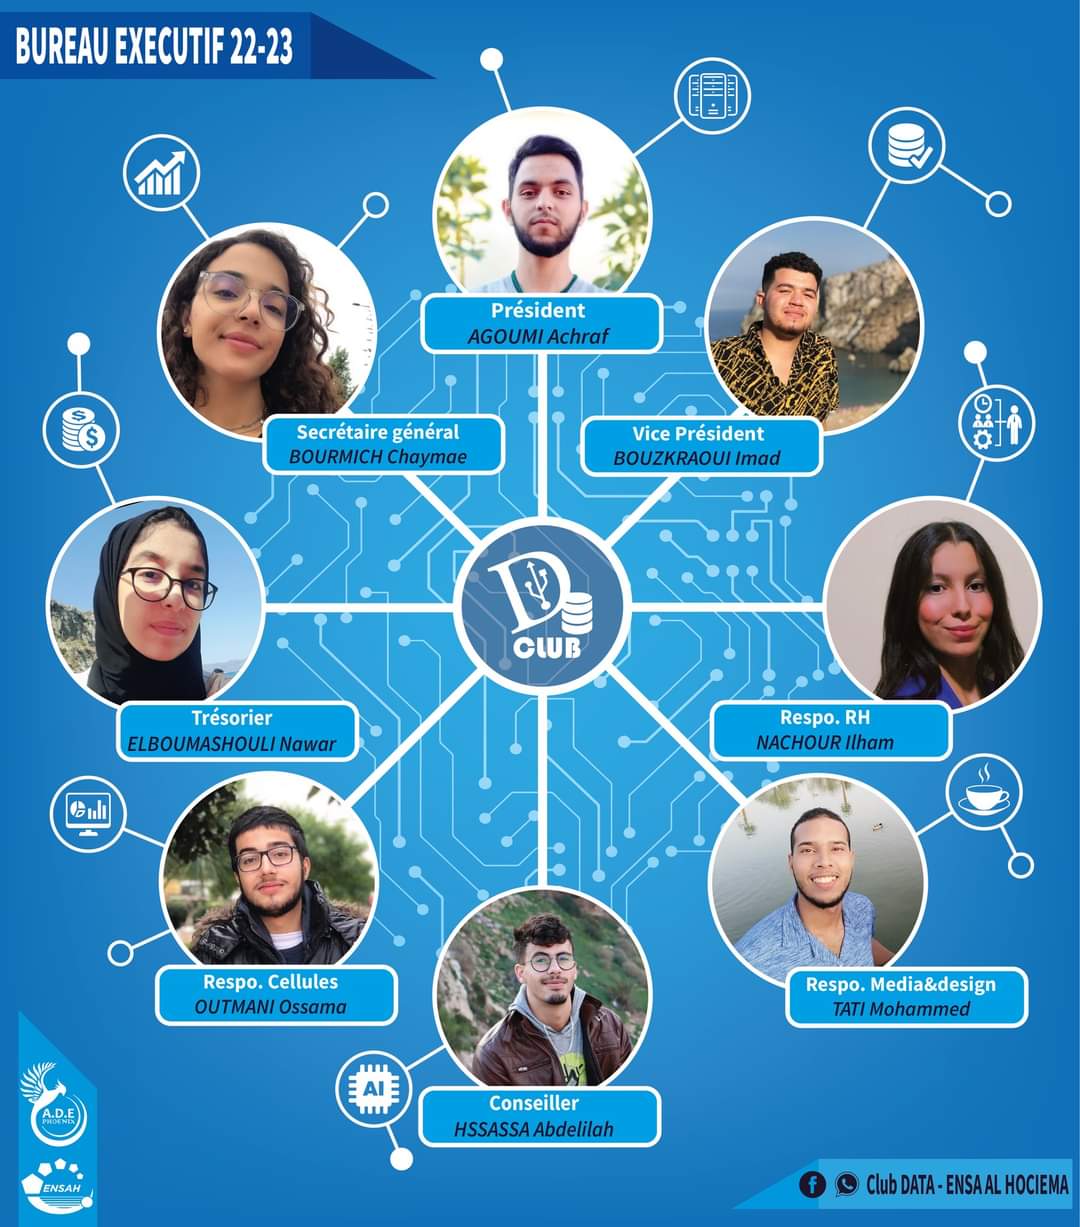 BUREAU EXECUTIF 22-23
Président
AGOUMI Achraf
Secrétaire général
BOURMICH Chaymae
Vice Président
BOUZKRAOUI Imad
D
CLUB
Trésorier
ELBOUMASHOULI Nawar
Respo. RH
NACHOUR Ilham
Respo. Cellules
OUTMANI Ossama
Respo. Media&design
TATI Mohammed
AI
Conseiller
HSSASSA Abdelilah
A.D.E
PHOENIX
ENSAH
Club DATA - ENSA AL HOCIEMA